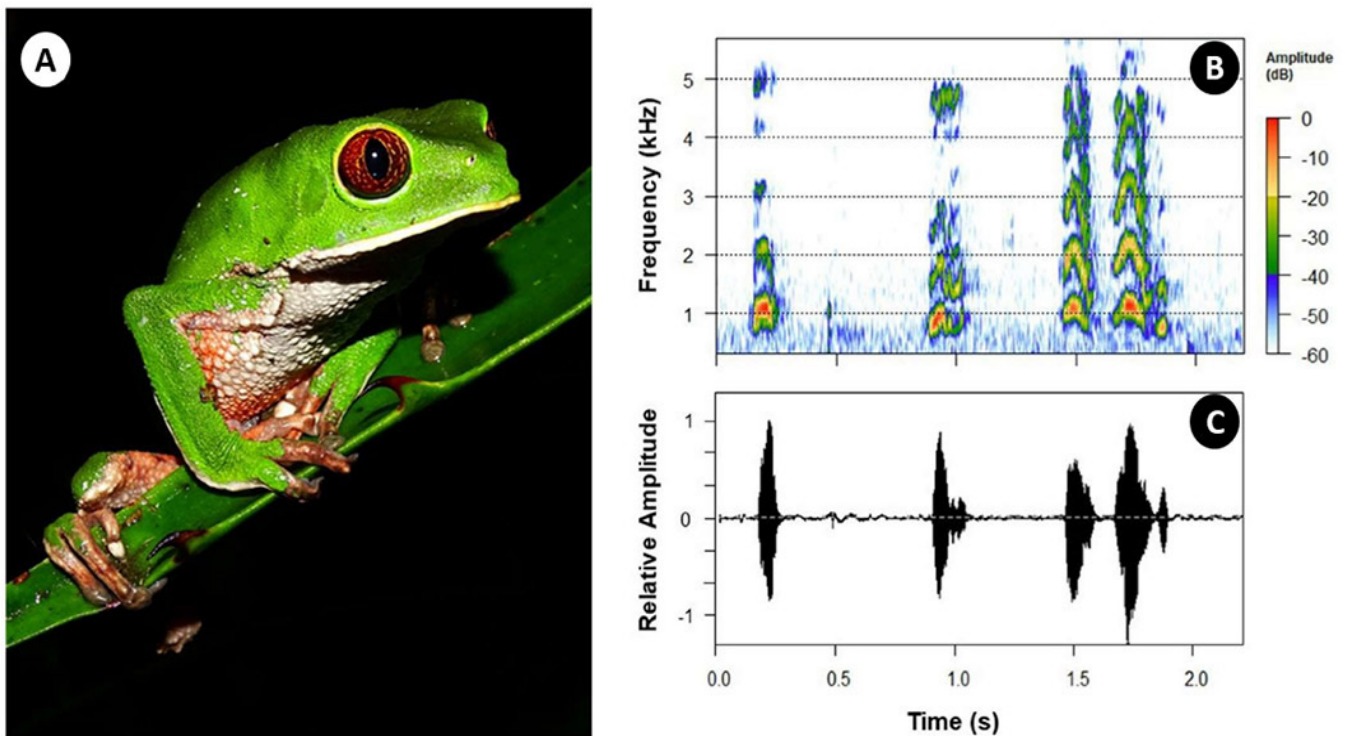 A
B
Amplitude
(dB)
Frequency (kHz)
5
4
3
2
1
0
-10
-20
-30
-40
-50
-60
C
Relative Amplitude
1
0
-1
0.0 0.5 1.0 1.5 2.0
Time (s)